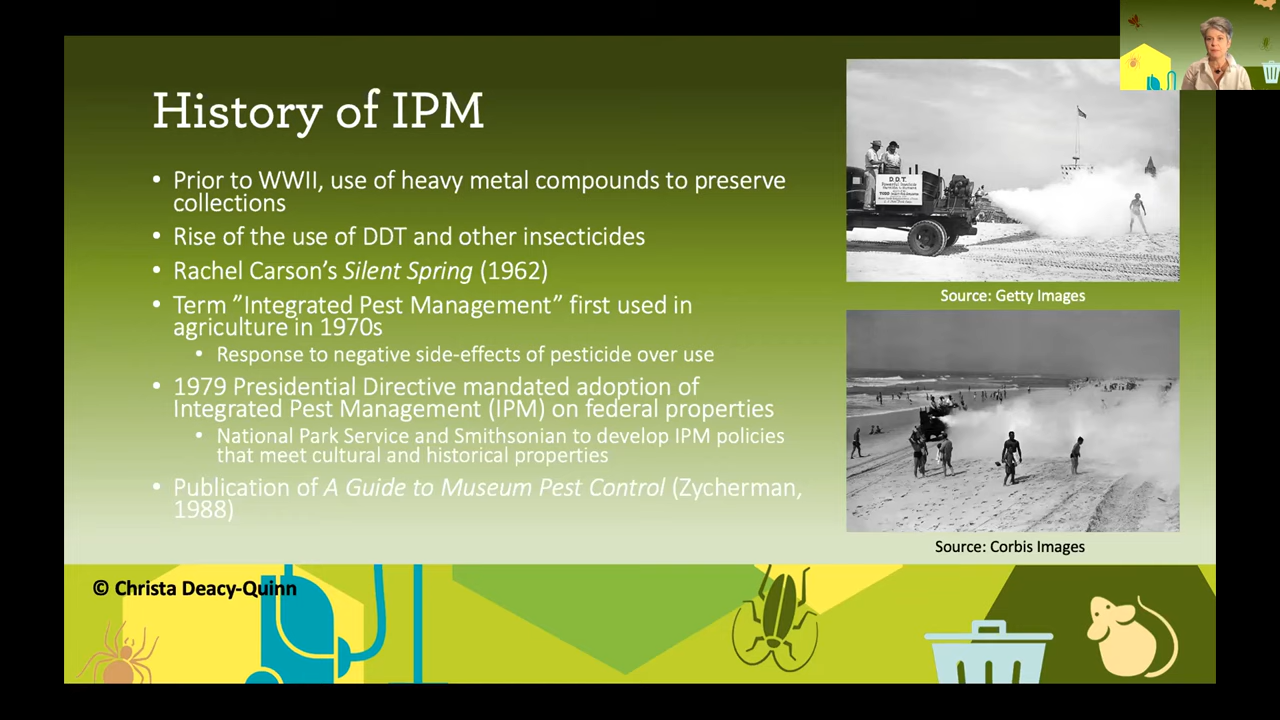 History of IPM
• Prior to WWII, use of heavy metal compounds to preserve
collections
• Rise of the use of DDT and other insecticides
• Rachel Carson’s Silent Spring (1962)
• Term ”Integrated Pest Management” first used in
agriculture in 1970s
• Response to negative side-effects of pesticide over use
• 1979 Presidential Directive mandated adoption of
Integrated Pest Management (IPM) on federal properties
• National Park Service and Smithsonian to develop IPM policies
that meet cultural and historical properties
• Publication of A Guide to Museum Pest Control (Zycherman,
1988)
D.D.T.
Powerful Insecticide
Source: Getty Images
Source: Corbis Images
© Christa Deacy-Quinn